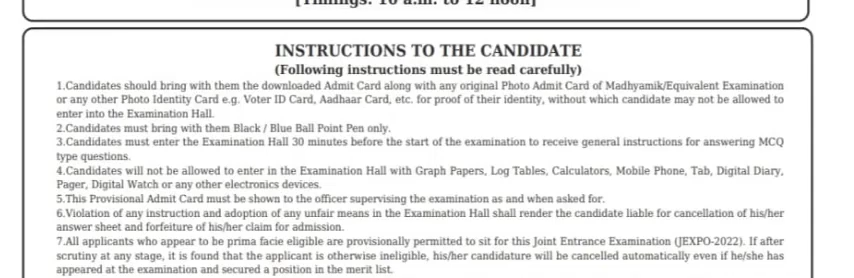 [Timings: 10 a.m. to 12 noon]
INSTRUCTIONS TO THE CANDIDATE
(Following instructions must be read carefully)
1.Candidates should bring with them the downloaded Admit Card along with any original Photo Admit Card of Madhyamik/Equivalent Examination
or any other Photo Identity Card e.g. Voter ID Card, Aadhaar Card, etc. for proof of their identity, without which candidate may not be allowed to
enter into the Examination Hall.
2.Candidates must bring with them Black / Blue Ball Point Pen only.
3.Candidates must enter the Examination Hall 30 minutes before the start of the examination to receive general instructions for answering MCQ
type questions.
4.Candidates will not be allowed to enter in the Examination Hall with Graph Papers, Log Tables, Calculators, Mobile Phone, Tab, Digital Diary,
Pager, Digital Watch or any other electronics devices.
5.This Provisional Admit Card must be shown to the officer supervising the examination as and when asked for.
6.Violation of any instruction and adoption of any unfair means in the Examination Hall shall render the candidate liable for cancellation of his/her
answer sheet and forfeiture of his/her claim for admission.
7.All applicants who appear to be prima facie eligible are provisionally permitted to sit for this Joint Entrance Examination (JEXPO-2022). If after
scrutiny at any stage, it is found that the applicant is otherwise ineligible, his/her candidature will be cancelled automatically even if he/she has
appeared at the examination and secured a position in the merit list.